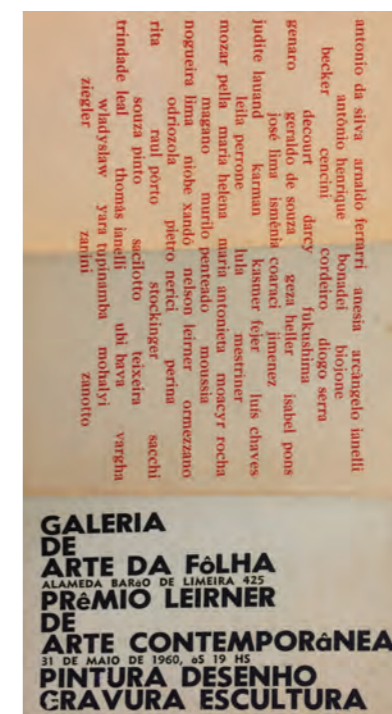 antonio da silva arnaldo ferrari anesia arcângelo ianelli
antônio henrique bonadei biojone
becker cencini cordeiro diogo serra
decourt darcy fukushima
genaro geraldo de souza geza heller isabel pons
josé lima ismênia coaraci jimenez
judite lauand karman kasmer fejer luís chaves
leila perrone lula mestriner
mozar pella maria helena maria antonieta moacyr rocha
magano murilo penteado moussia
nogueira lima niobe xandó nelson leirner ormezzano
odriozola pietro nerici perina
rita raul pôrto stockinger sacchi
souza pinto sacilotto teixeira
trindade leal thomás ianelli ubi bava vargha
wladyslaw yara tupinamba mohalyi
ziegler zanini zanotto
GALERIA
DE
ARTE DA FôLHA
ALAMEDA BARãO DE LIMEIRA 425
PRêMIO LEIRNER
DE
ARTE CONTEMPORâNEA
31 DE MAIO DE 1960, àS 19 HS
PINTURA DESENHO
GRAVURA ESCULTURA